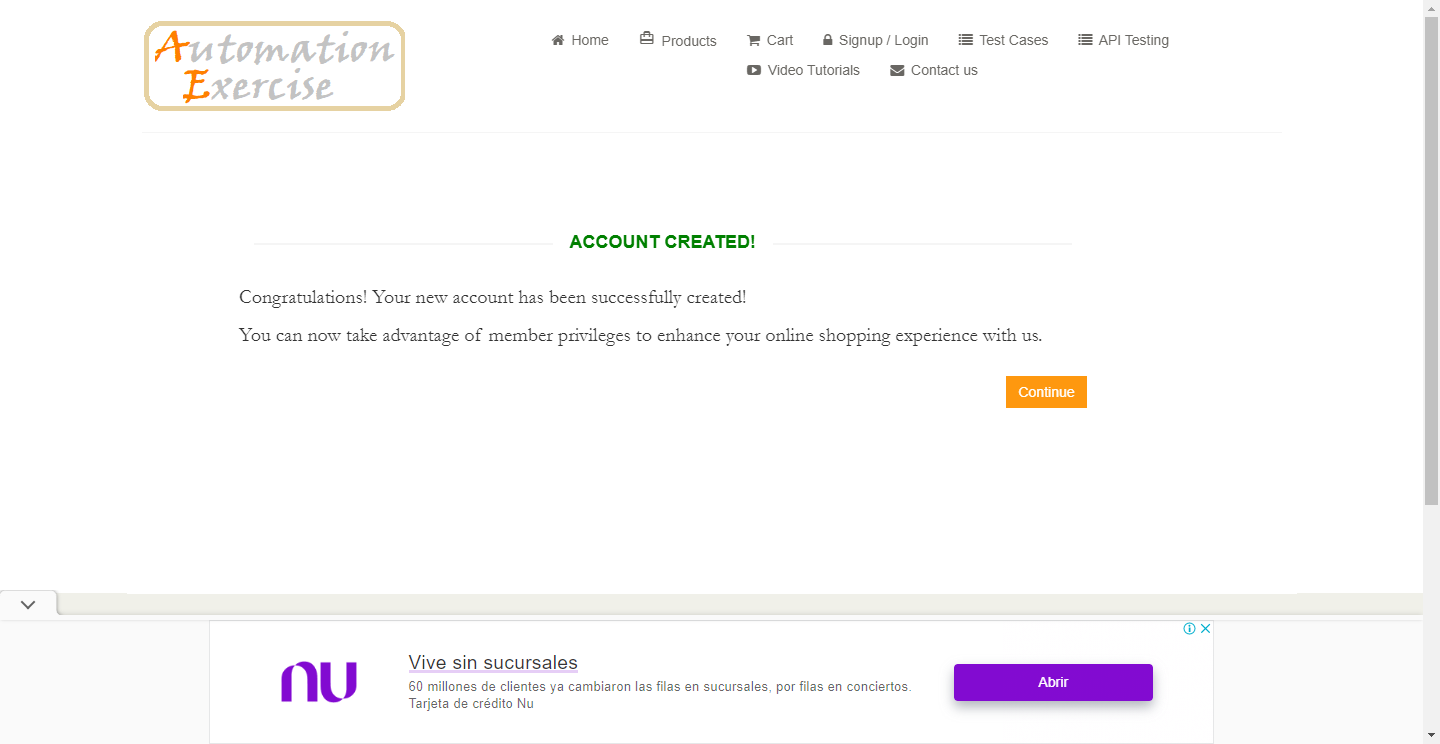 Automation
Exercise
Home Products Cart Signup / Login Test Cases API Testing
Video Tutorials Contact us
ACCOUNT CREATED!
Congratulations! Your new account has been successfully created!
You can now take advantage of member privileges to enhance your online shopping experience with us.
Continue
nu
Vive sin sucursales
60 millones de clientes ya cambiaron las filas en sucursales, por filas en conciertos.
Tarjeta de crédito Nu
Abrir